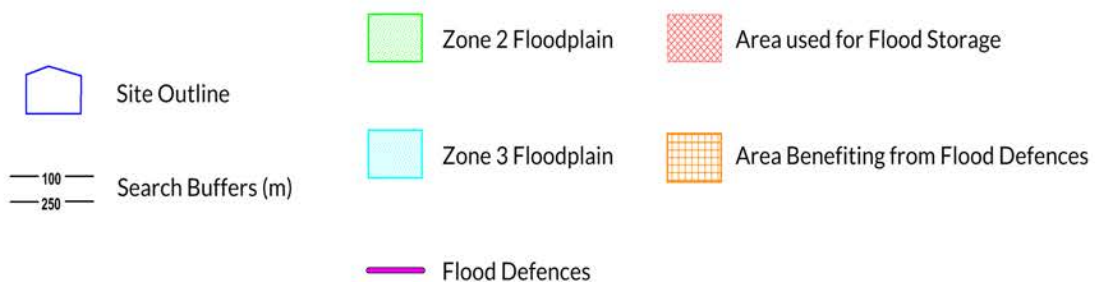 Site Outline
100
250
Search Buffers (m)
Zone 2 Floodplain
Zone 3 Floodplain
Flood Defences
Area used for Flood Storage
Area Benefiting from Flood Defences